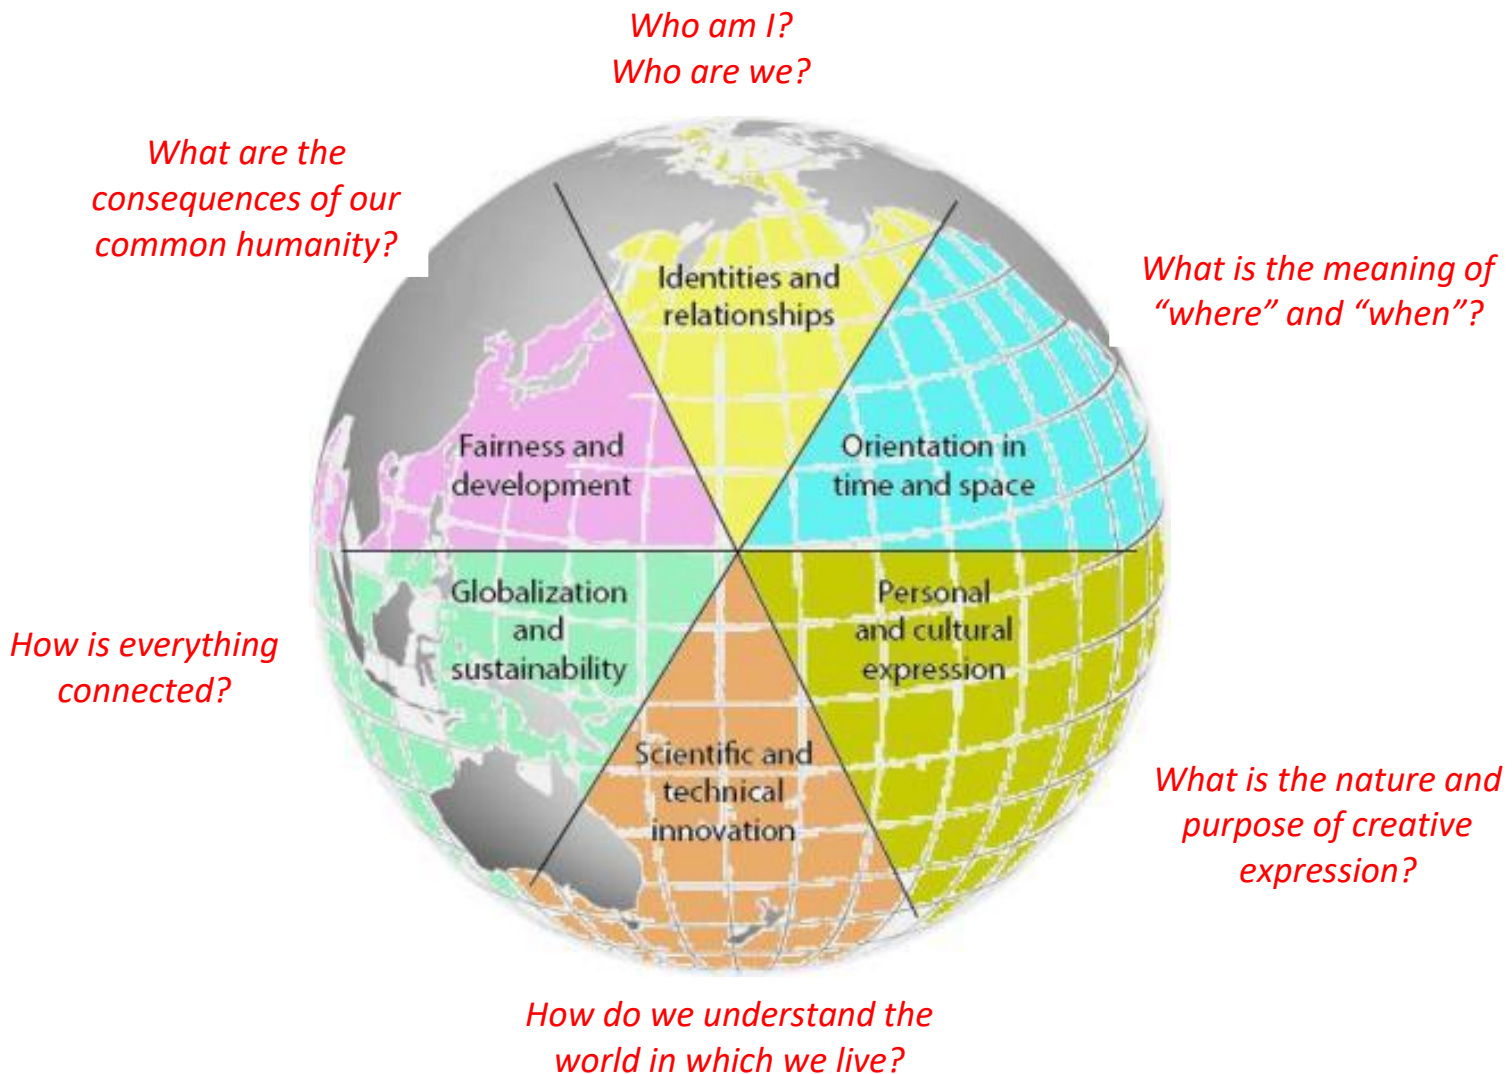 Who am I?
Who are we?
What are the
consequences of our
common humanity?
What is the meaning of
“where” and “when”?
Identities and
relationships
Fairness and
development
Orientation in
time and space
Globalization
and
sustainability
Personal
and cultural
expression
How is everything
connected?
Scientific and
technical
innovation
What is the nature and
purpose of creative
expression?
How do we understand the
world in which we live?